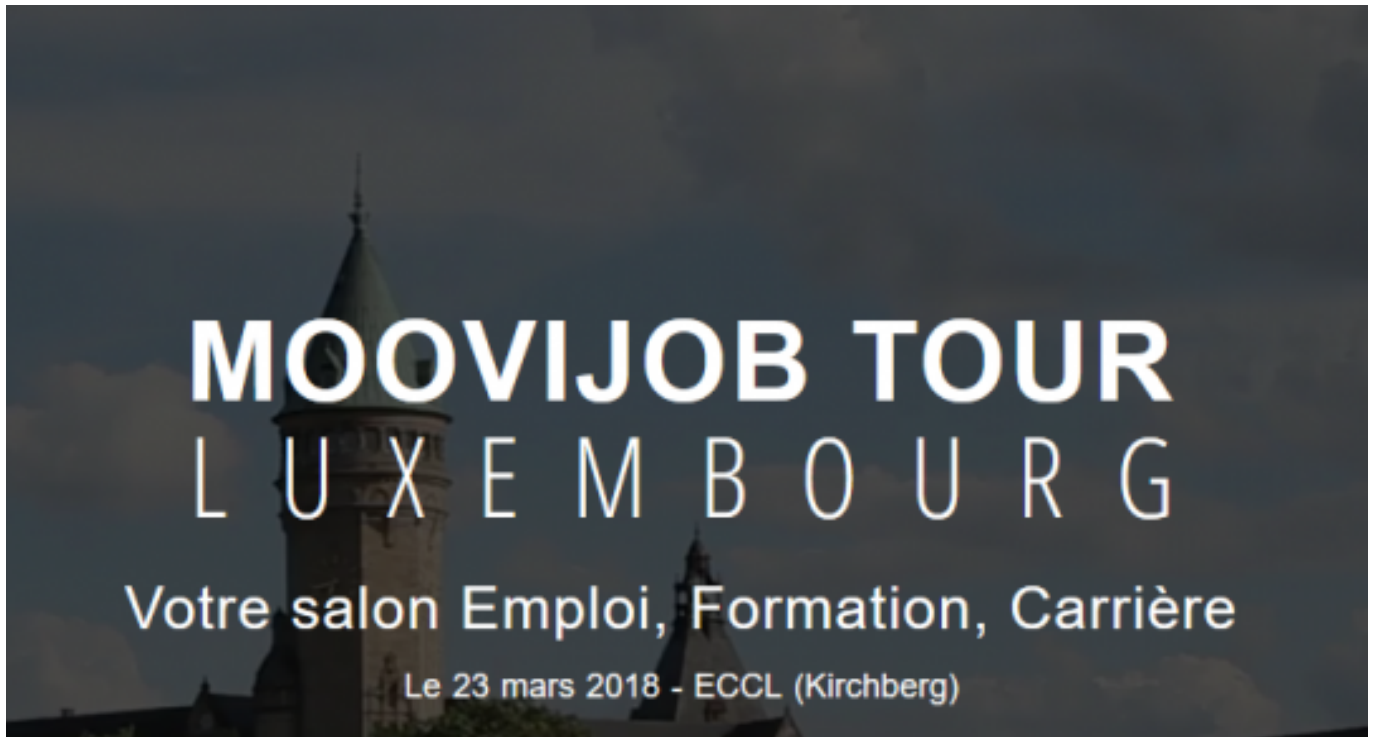 MOOVIJOB TOUR
LUXEMBOURG
Votre salon Emploi, Formation, Carrière
Le 23 mars 2018 - ECCL (Kirchberg)